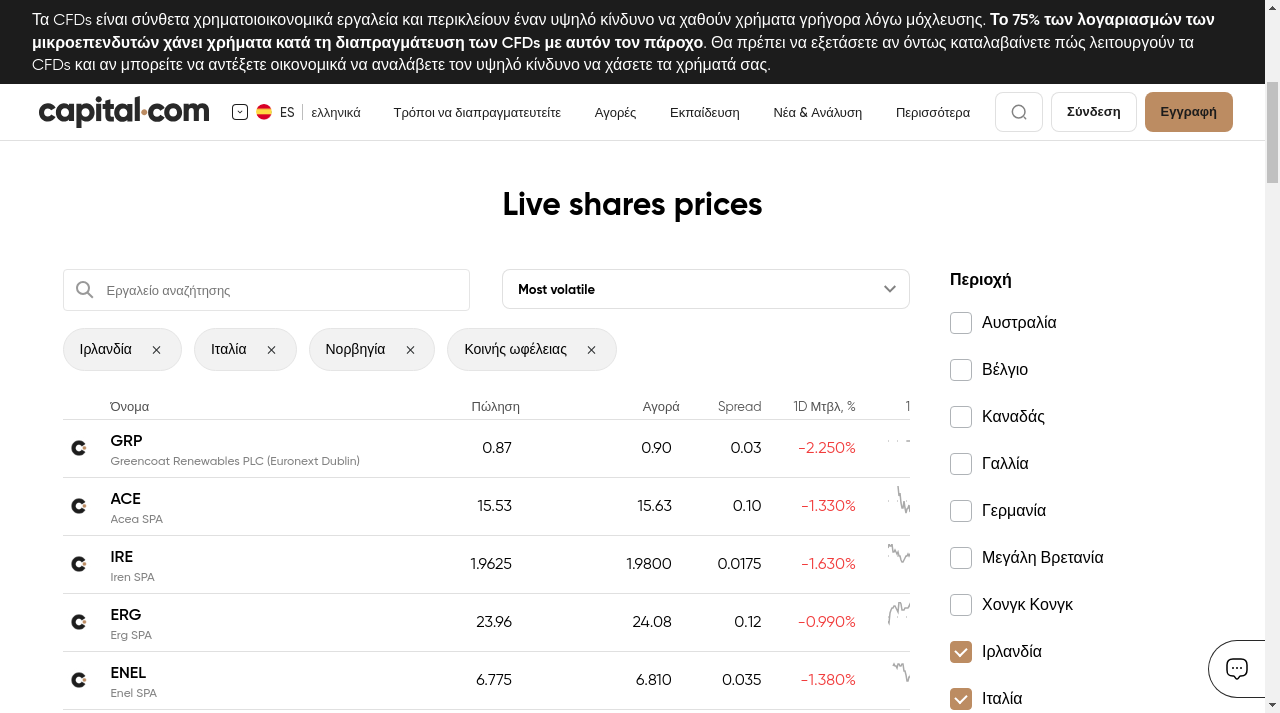 Τα CFDs είναι σύνθετα χρηματοιοικονομικά εργαλεία και περικλείουν έναν υψηλό κίνδυνο να χαθούν χρήματα γρήγορα λόγω μόχλευσης. Το 75% των λογαριασμών των
μικροεπενδυτών χάνει χρήματα κατά τη διαπραγμάτευση των CFDs με αυτόν τον πάροχο. Θα πρέπει να εξετάσετε αν όντως καταλαβαίνετε πώς λειτουργούν τα
CFDs και αν μπορείτε να αντέξετε οικονομικά να αναλάβετε τον υψηλό κίνδυνο να χάσετε τα χρήματά σας.
capital.com ES ελληνικά Τρόποι να διαπραγματευτείτε Αγορές Εκπαίδευση Νέα & Ανάλυση Περισσότερα Σύνδεση Εγγραφή
Live shares prices
Εργαλείο αναζήτησης Most volatile
Ιρλανδία Ιταλία Νορβηγία Κοινής ωφέλειας
Όνομα Πώληση Αγορά Spread 1D Μτβλ, % 1
GRP 0.87 0.90 0.03 -2.250%
Greencoat Renewables PLC (Euronext Dublin)
ACE 15.53 15.63 0.10 -1.330%
Acea SPA
IRE 1.9625 1.9800 0.0175 -1.630%
Iren SPA
ERG 23.96 24.08 0.12 -0.990%
Erg SPA
ENEL 6.775 6.810 0.035 -1.380%
Enel SPA
Περιοχή
Αυστραλία
Βέλγιο
Καναδάς
Γαλλία
Γερμανία
Μεγάλη Βρετανία
Χονγκ Κονγκ
Ιρλανδία
Ιταλία